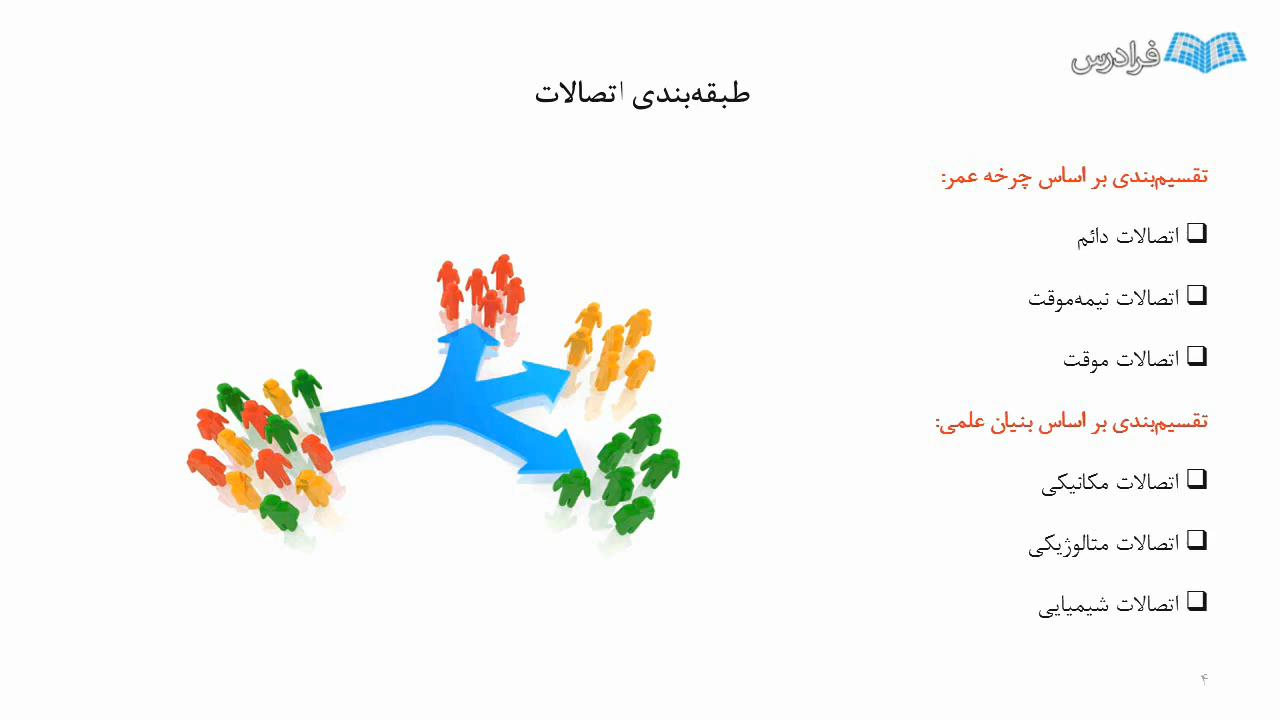 فرادرس
طبقه‌بندی اتصالات
تقسیم‌بندی بر اساس چرخه عمر:
اتصالات دائم
اتصالات نیمه‌موقت
اتصالات موقت
تقسیم‌بندی بر اساس بنیان علمی:
اتصالات مکانیکی
اتصالات متالوژیکی
اتصالات شیمیایی
۴